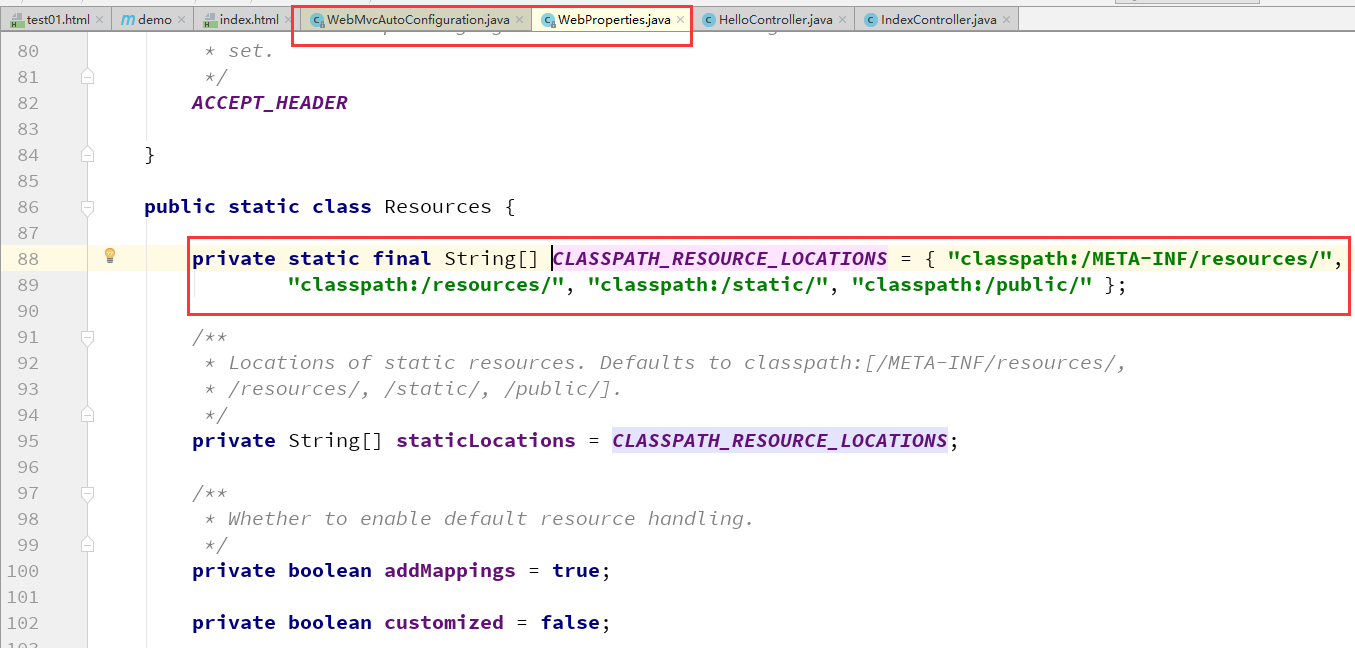 test01.html
demo
index.html
WebMvcAutoConfiguration.java
WebProperties.java
HelloController.java
IndexController.java
80 * set.
81 */
82 ACCEPT_HEADER
83
84 }
85
86 public static class Resources {
87
88 private static final String[] CLASSPATH_RESOURCE_LOCATIONS = { "classpath:/META-INF/resources/",
89 "classpath:/resources/", "classpath:/static/", "classpath:/public/" };
90
91 /**
92 * Locations of static resources. Defaults to classpath:[/META-INF/resources/,
93 * /resources/, /static/, /public/].
94 */
95 private String[] staticLocations = CLASSPATH_RESOURCE_LOCATIONS;
96
97 /**
98 * Whether to enable default resource handling.
99 */
100 private boolean addMappings = true;
101
102 private boolean customized = false;